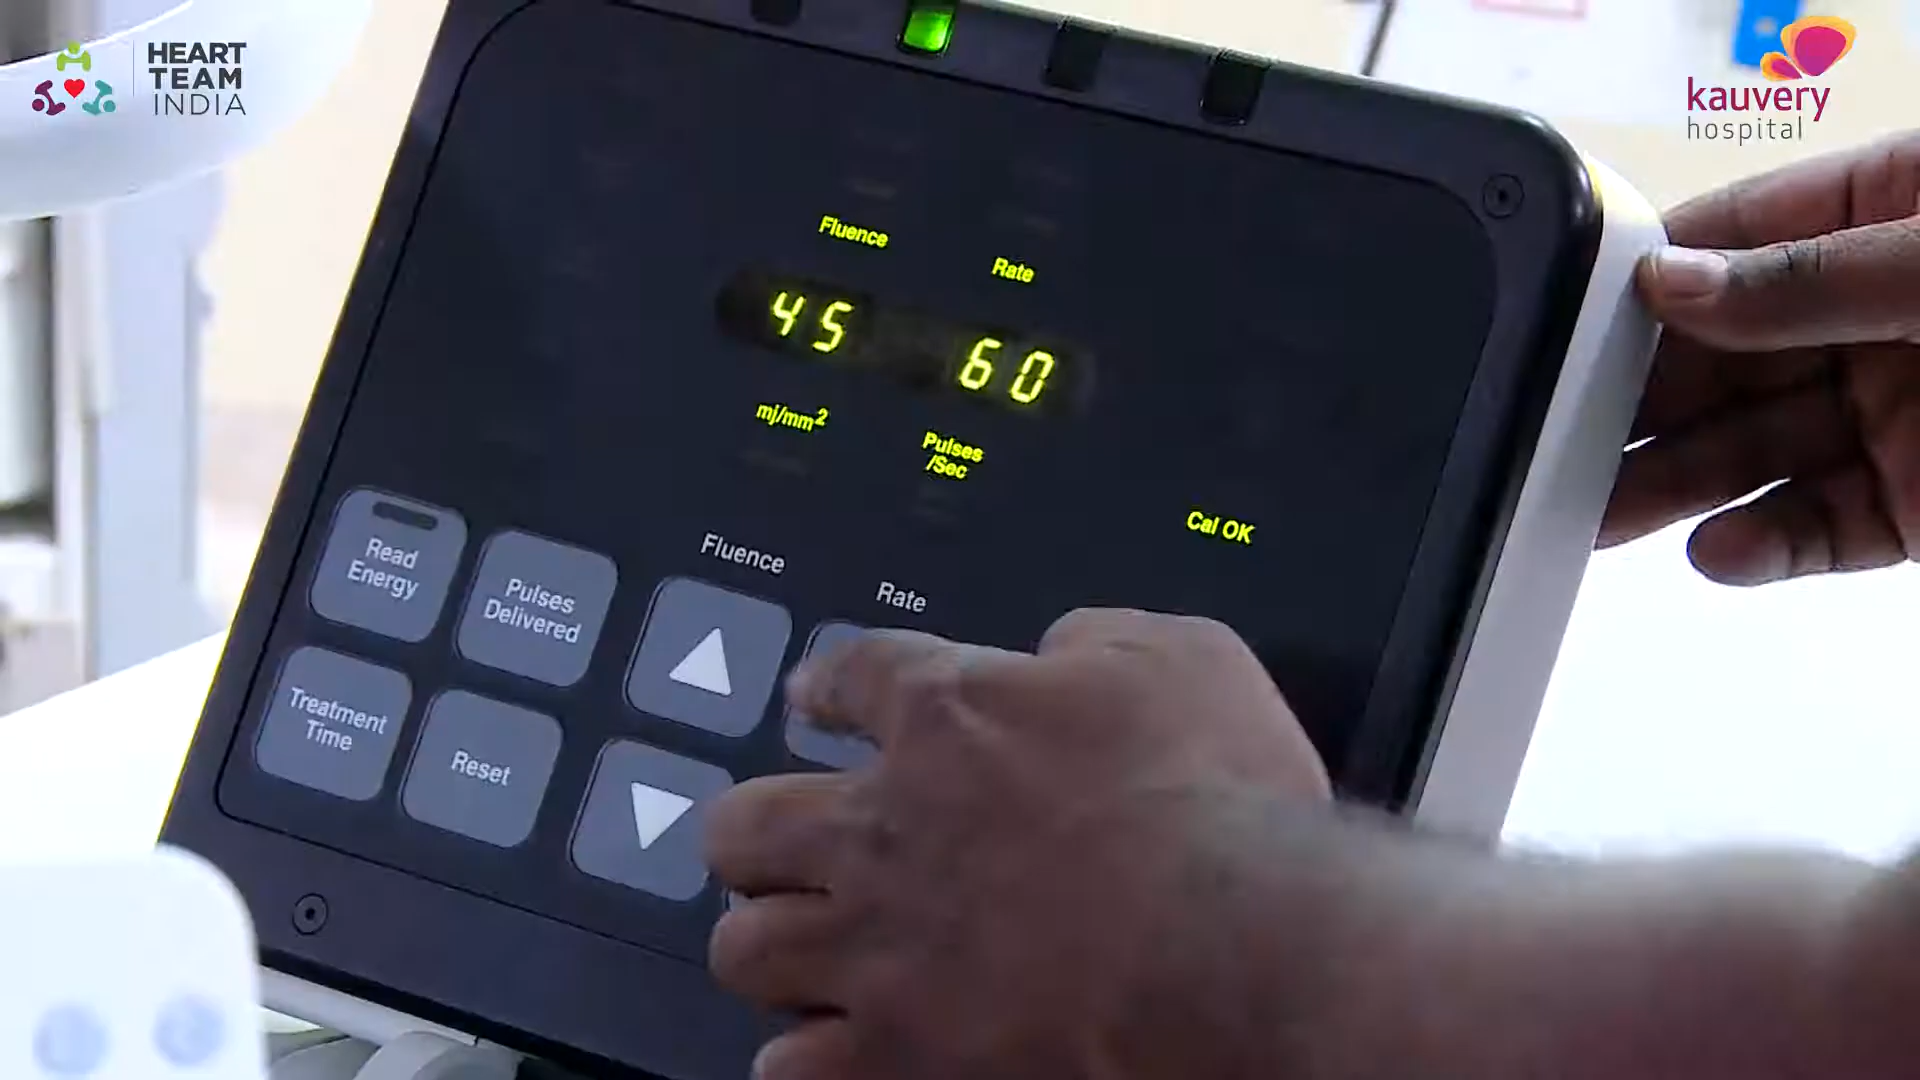 HEART
TEAM
INDIA
kauvery
hospital
Fluence
Rate
45
60
mj/mm2
Pulses
/Sec
Cal OK
Fluence
Rate
Read
Energy
Pulses
Delivered
Treatment
Time
Reset